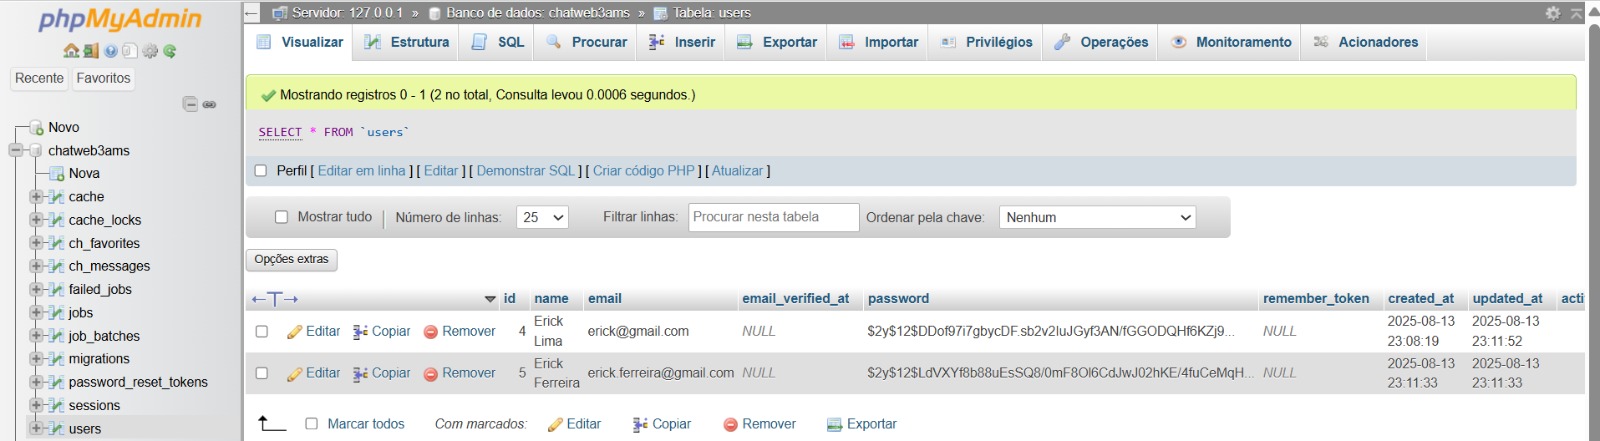 phpMyAdmin
Recente Favoritos
Novo
chatweb3ams
Nova
cache
cache_locks
ch_favorites
ch_messages
failed_jobs
jobs
job_batches
migrations
password_reset_tokens
sessions
users
Servidor: 127.0.0.1 » Banco de dados: chatweb3ams » Tabela: users
Visualizar Estrutura SQL Procurar Inserir Exportar Importar Privilégios Operações Monitoramento Acionadores
Mostrando registros 0 - 1 (2 no total, Consulta levou 0.0006 segundos.)
SELECT * FROM `users`
Perfil [ Editar em linha ] [ Editar ] [ Demonstrar SQL ] [ Criar código PHP ] [ Atualizar ]
Mostrar tudo Número de linhas: 25 Filtrar linhas: Procurar nesta tabela Ordenar pela chave: Nenhum
Opções extras
←T→ id name email email_verified_at password remember_token created_at updated_at acti
Editar Copiar Remover 4 Erick Lima erick@gmail.com NULL $2y$12$DDof97i7gbycDF.sb2v2IuJGyf3AN/fGGODQHf6KZj9... NULL 2025-08-13 23:08:19 2025-08-13 23:11:52
Editar Copiar Remover 5 Erick Ferreira erick.ferreira@gmail.com NULL $2y$12$LdVXYf8b88uEsSQ8/0mF8Ol6CdJwJ02hKE/4fuCeMqH... NULL 2025-08-13 23:11:33 2025-08-13 23:11:33
Marcar todos Com marcados: Editar Copiar Remover Exportar